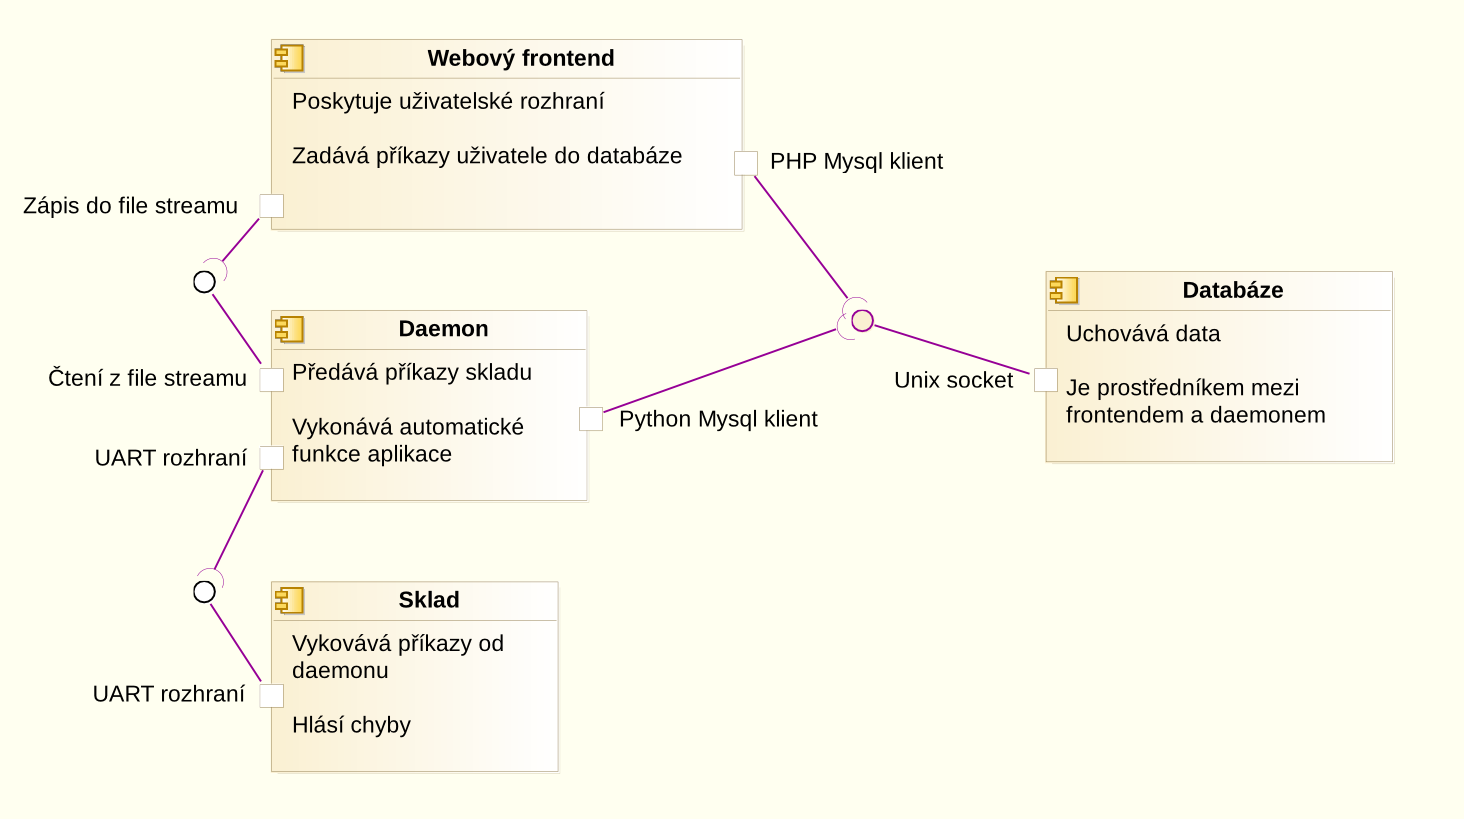 Webový frontend
Poskytuje uživatelské rozhraní
Zadává příkazy uživatele do databáze
PHP Mysql klient
Zápis do file streamu
Daemon
Předává příkazy skladu
Čtení z file streamu
Vykonává automatické
funkce aplikace
UART rozhraní
Python Mysql klient
Databáze
Uchovává data
Unix socket
Je prostředníkem mezi
frontendem a daemonem
Sklad
Vykovává příkazy od
daemonu
UART rozhraní
Hlásí chyby